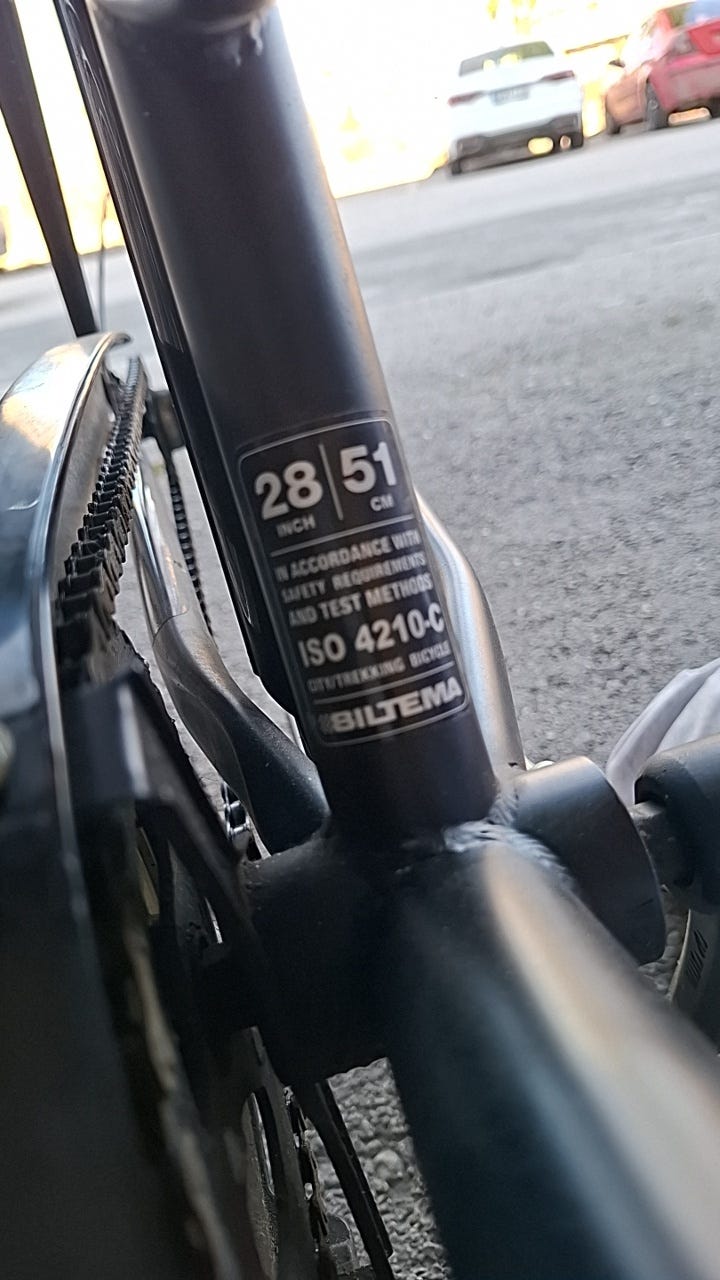 28 | 51
INCH CM
IN ACCORDANCE WITH
SAFETY REQUIREMENTS
AND TEST METHODS
ISO 4210-C
CITY/TREKKING BICYCLE
BILTEMA